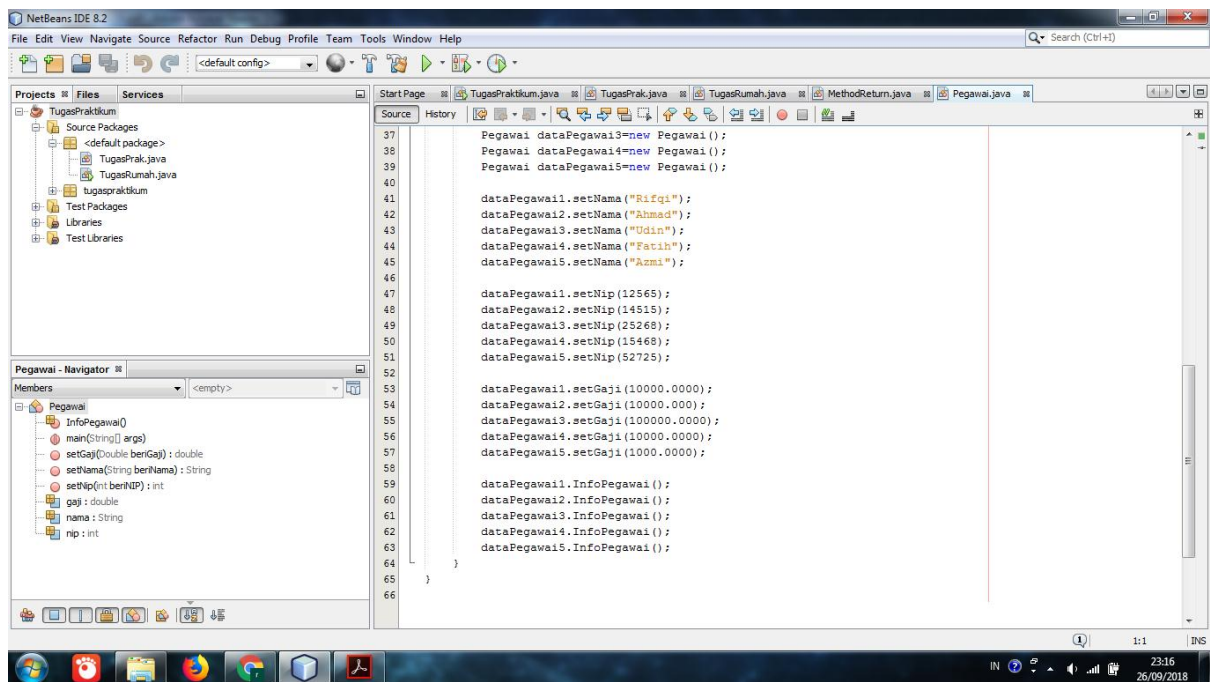 NetBeans IDE 8.2
File Edit View Navigate Source Refactor Run Debug Profile Team Tools Window Help
Search (Ctrl+I)
<default config>
Projects Files Services
TugasPraktikum
Source Packages
<default package>
TugasPrak.java
TugasRumah.java
tugaspraktikum
Test Packages
Libraries
Test Libraries
Pegawai - Navigator
Members <empty>
Pegawai
InfoPegawai()
main(String[] args)
setGaji(Double beriGaji) : double
setNama(String beriNama) : String
setNip(int beriNIP) : int
gaji : double
nama : String
nip : int
Start Page TugasPraktikum.java TugasPrak.java TugasRumah.java MethodReturn.java Pegawai.java
Source History
37 Pegawai dataPegawai3=new Pegawai();
38 Pegawai dataPegawai4=new Pegawai();
39 Pegawai dataPegawai5=new Pegawai();
40
41 dataPegawai1.setNama("Rifqi");
42 dataPegawai2.setNama("Ahmad");
43 dataPegawai3.setNama("Udin");
44 dataPegawai4.setNama("Fatih");
45 dataPegawai5.setNama("Azmi");
46
47 dataPegawai1.setNip(12565);
48 dataPegawai2.setNip(14515);
49 dataPegawai3.setNip(25268);
50 dataPegawai4.setNip(15468);
51 dataPegawai5.setNip(52725);
52
53 dataPegawai1.setGaji(10000.0000);
54 dataPegawai2.setGaji(10000.000);
55 dataPegawai3.setGaji(100000.0000);
56 dataPegawai4.setGaji(10000.0000);
57 dataPegawai5.setGaji(1000.0000);
58
59 dataPegawai1.InfoPegawai();
60 dataPegawai2.InfoPegawai();
61 dataPegawai3.InfoPegawai();
62 dataPegawai4.InfoPegawai();
63 dataPegawai5.InfoPegawai();
64 }
65 }
66
1:1 INS
IN 23:16
26/09/2018